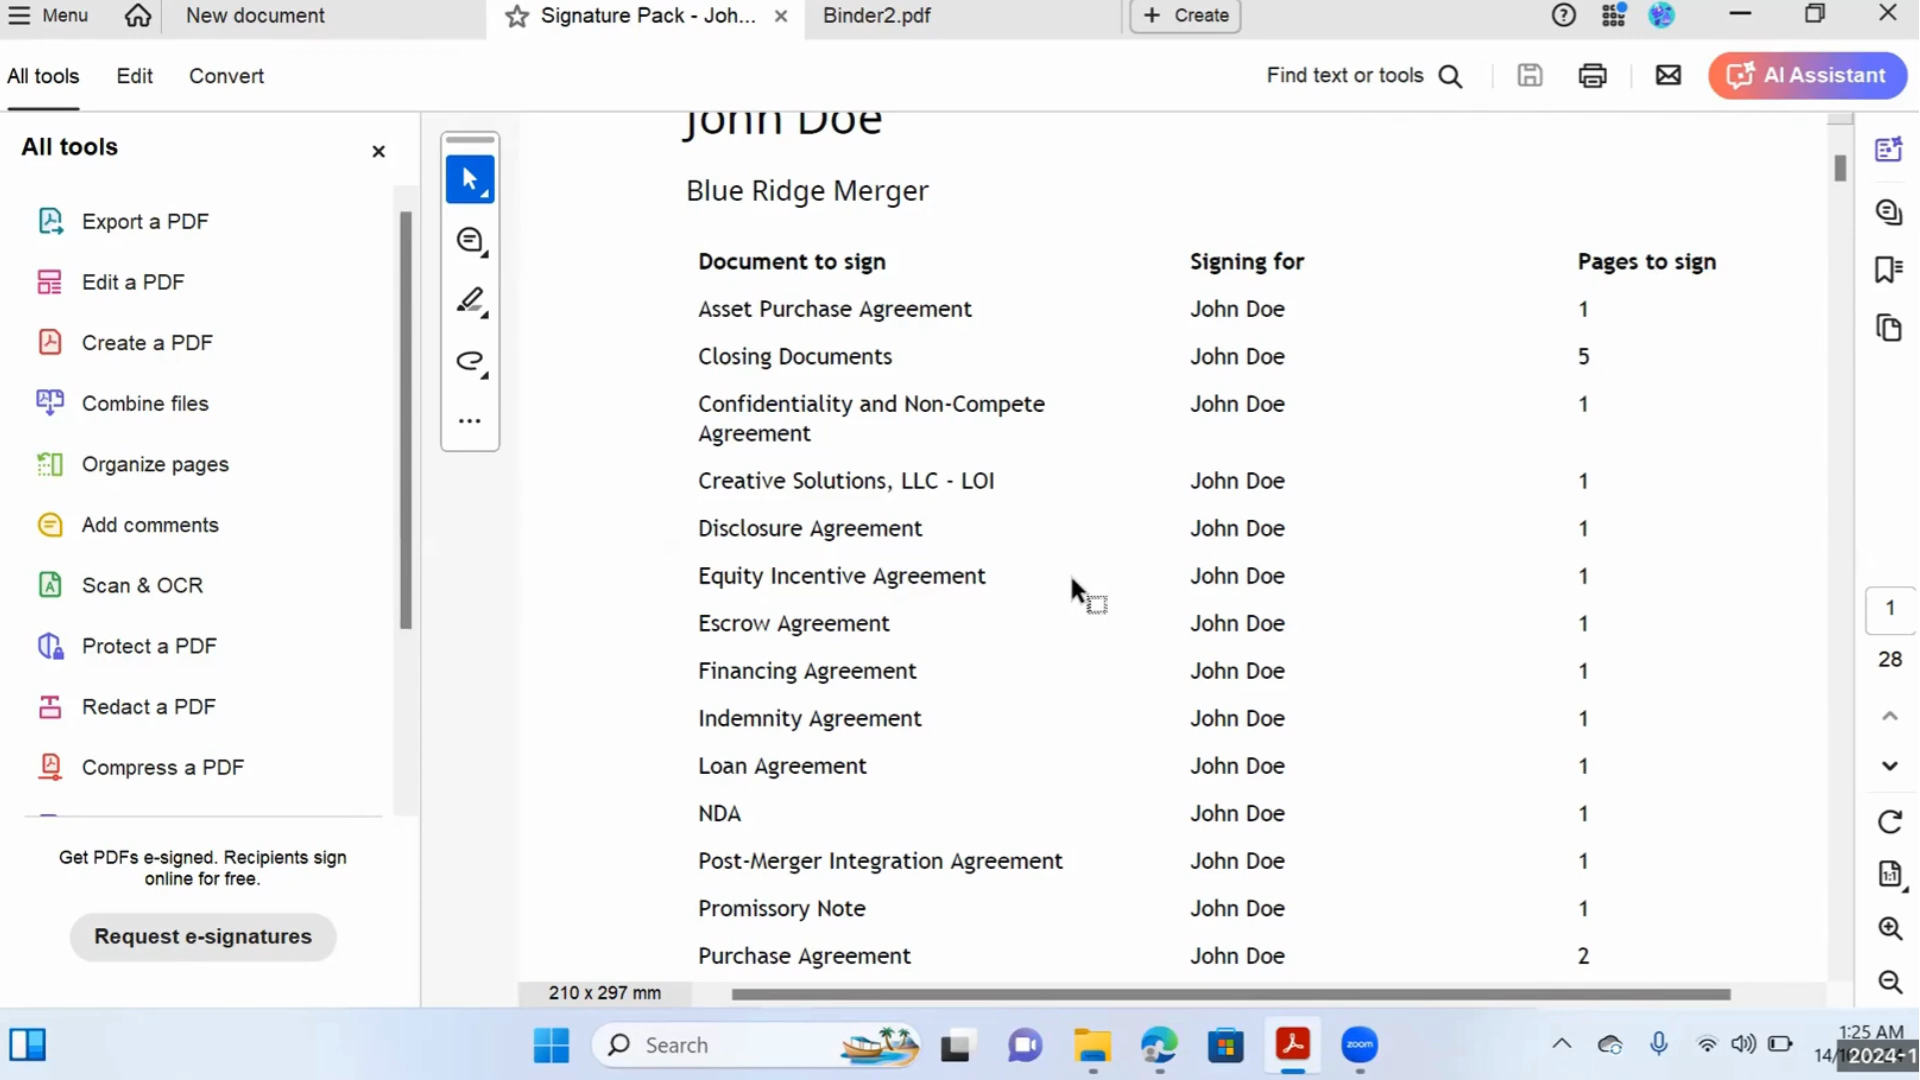 Menu
New document
Signature Pack - Joh...
Binder2.pdf
Create
All tools
Edit
Convert
Find text or tools
AI Assistant
All tools
Export a PDF
Edit a PDF
Create a PDF
Combine files
Organize pages
Add comments
Scan & OCR
Protect a PDF
Redact a PDF
Compress a PDF
Get PDFs e-signed. Recipients sign
online for free.
Request e-signatures
John Doe
Blue Ridge Merger
Document to sign Signing for Pages to sign
Asset Purchase Agreement John Doe 1
Closing Documents John Doe 5
Confidentiality and Non-Compete John Doe 1
Agreement
Creative Solutions, LLC - LOI John Doe 1
Disclosure Agreement John Doe 1
Equity Incentive Agreement John Doe 1
Escrow Agreement John Doe 1
Financing Agreement John Doe 1
Indemnity Agreement John Doe 1
Loan Agreement John Doe 1
NDA John Doe 1
Post-Merger Integration Agreement John Doe 1
Promissory Note John Doe 1
Purchase Agreement John Doe 2
210 x 297 mm
1
28
1:1
Search
zoom
1:25 AM
2024-1